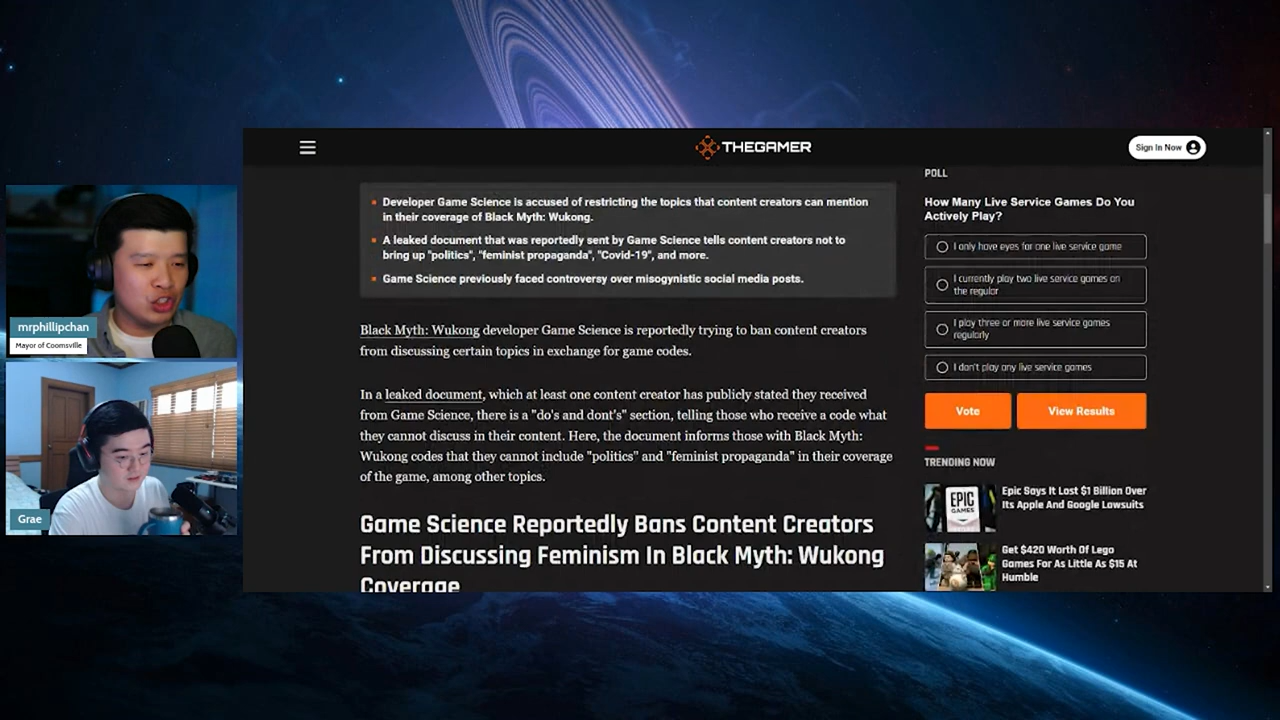 THEGAMER
Sign In Now
Developer Game Science is accused of restricting the topics that content creators can mention
in their coverage of Black Myth: Wukong.
A leaked document that was reportedly sent by Game Science tells content creators not to
bring up "politics", "feminist propaganda", "Covid-19", and more.
Game Science previously faced controversy over misogynistic social media posts.
Black Myth: Wukong developer Game Science is reportedly trying to ban content creators
from discussing certain topics in exchange for game codes.
In a leaked document, which at least one content creator has publicly stated they received
from Game Science, there is a "do's and dont's" section, telling those who receive a code what
they cannot discuss in their content. Here, the document informs those with Black Myth:
Wukong codes that they cannot include "politics" and "feminist propaganda" in their coverage
of the game, among other topics.
Game Science Reportedly Bans Content Creators
From Discussing Feminism In Black Myth: Wukong
Coverage
POLL
How Many Live Service Games Do You
Actively Play?
I only have eyes for one live service game
I currently play two live service games on
the regular
I play three or more live service games
regularly
I don't play any live service games
Vote
View Results
TRENDING NOW
EPIC
GAMES
Epic Says It Lost $1 Billion Over
Its Apple And Google Lawsuits
Get $420 Worth Of Lego
Games For As Little As $15 At
Humble
mrphillipchan
Mayor of Coomsville
Grae